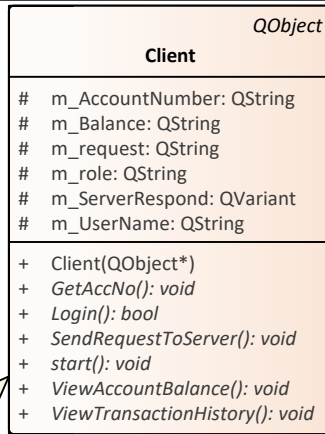 QObject
Client
# m_AccountNumber: QString
# m_Balance: QString
# m_request: QString
# m_role: QString
# m_ServerRespond: QVariant
# m_UserName: QString
+ Client(QObject*)
+ GetAccNo(): void
+ Login(): bool
+ SendRequestToServer(): void
+ start(): void
+ ViewAccountBalance(): void
+ ViewTransactionHistory(): void